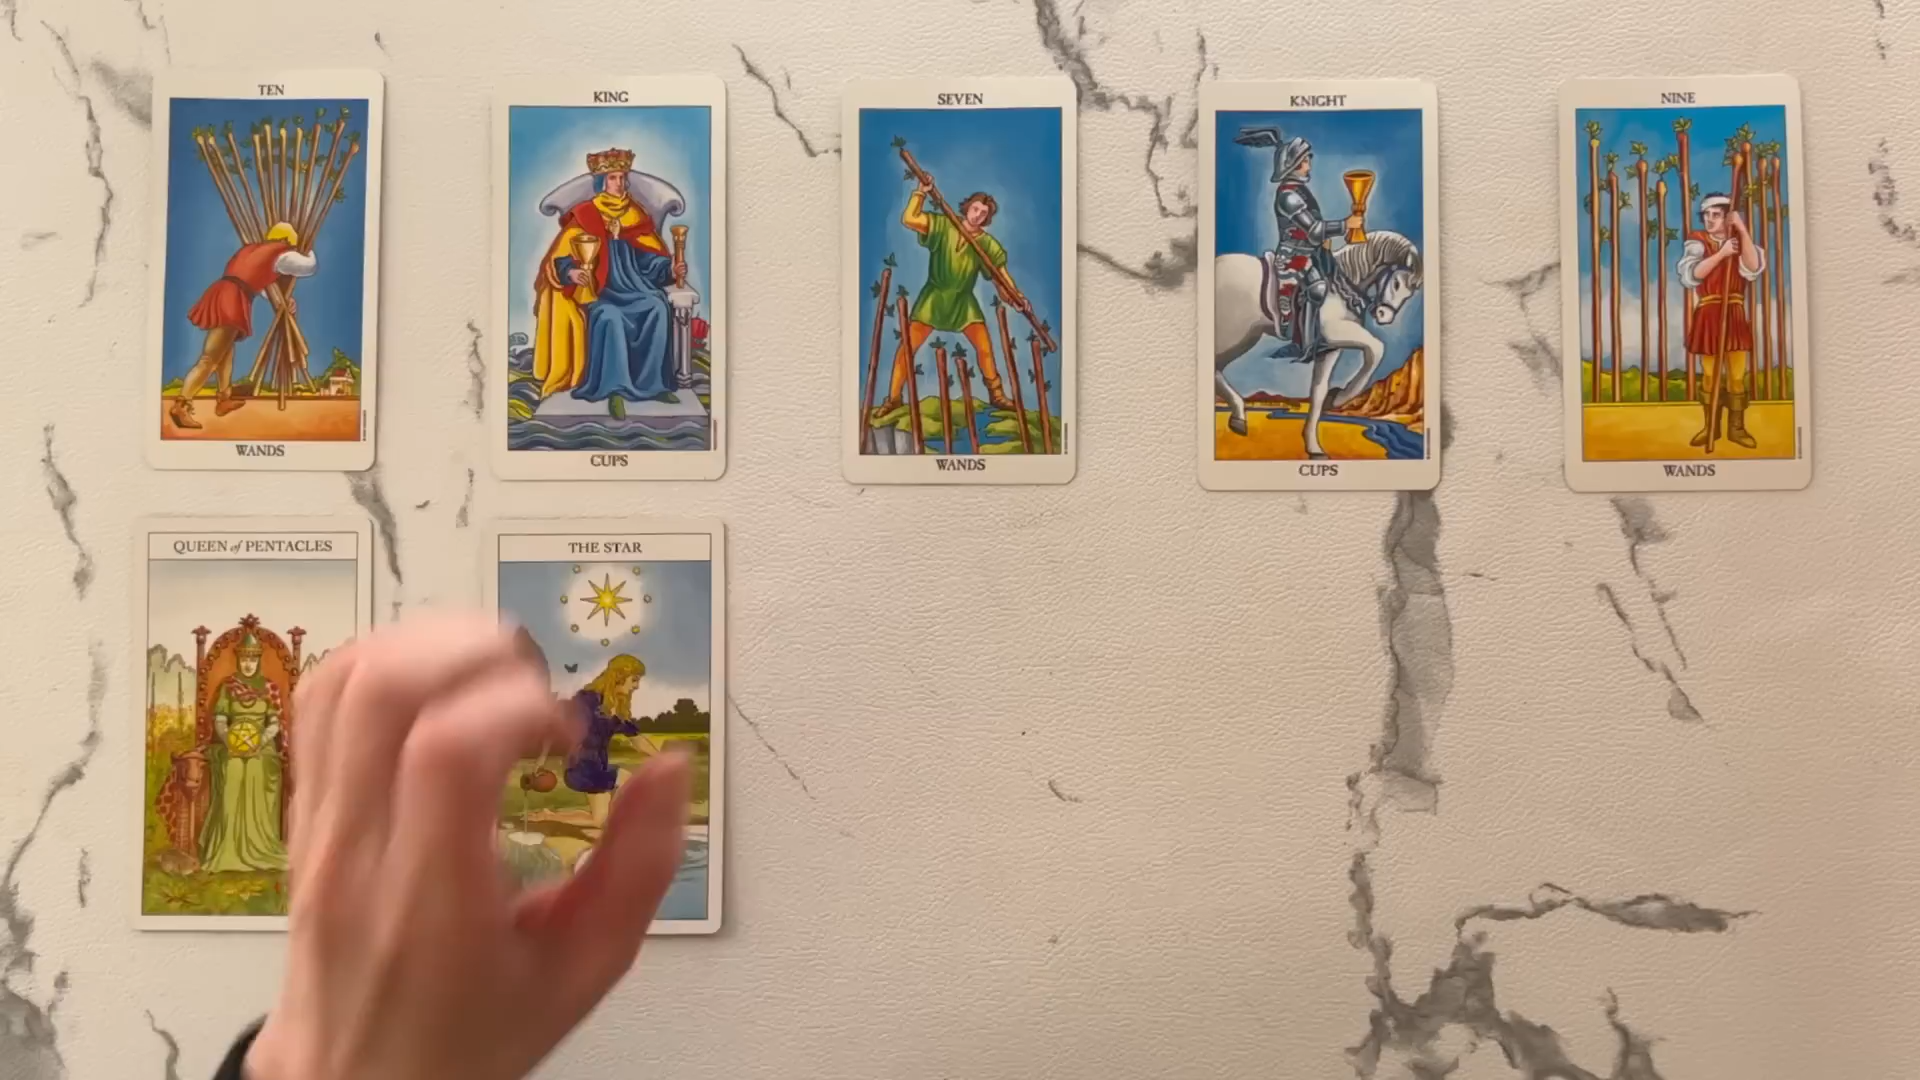 TEN
WANDS
KING
CUPS
SEVEN
WANDS
KNIGHT
CUPS
NINE
WANDS
QUEEN of PENTACLES
THE STAR